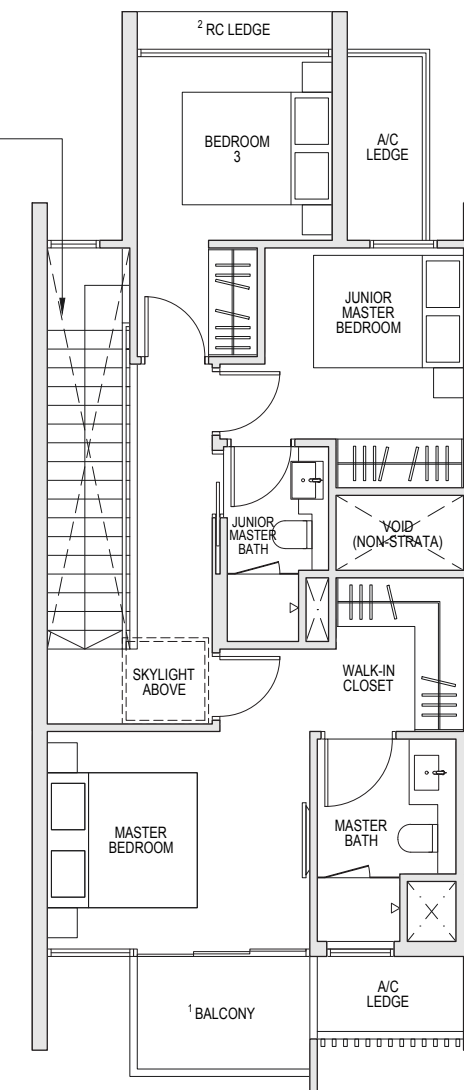 2 RC LEDGE
BEDROOM
3
A/C
LEDGE
JUNIOR
MASTER
BEDROOM
JUNIOR
MASTER
BATH
VOID
(NON-STRATA)
SKYLIGHT
ABOVE
WALK-IN
CLOSET
MASTER
BEDROOM
MASTER
BATH
1 BALCONY
A/C
LEDGE